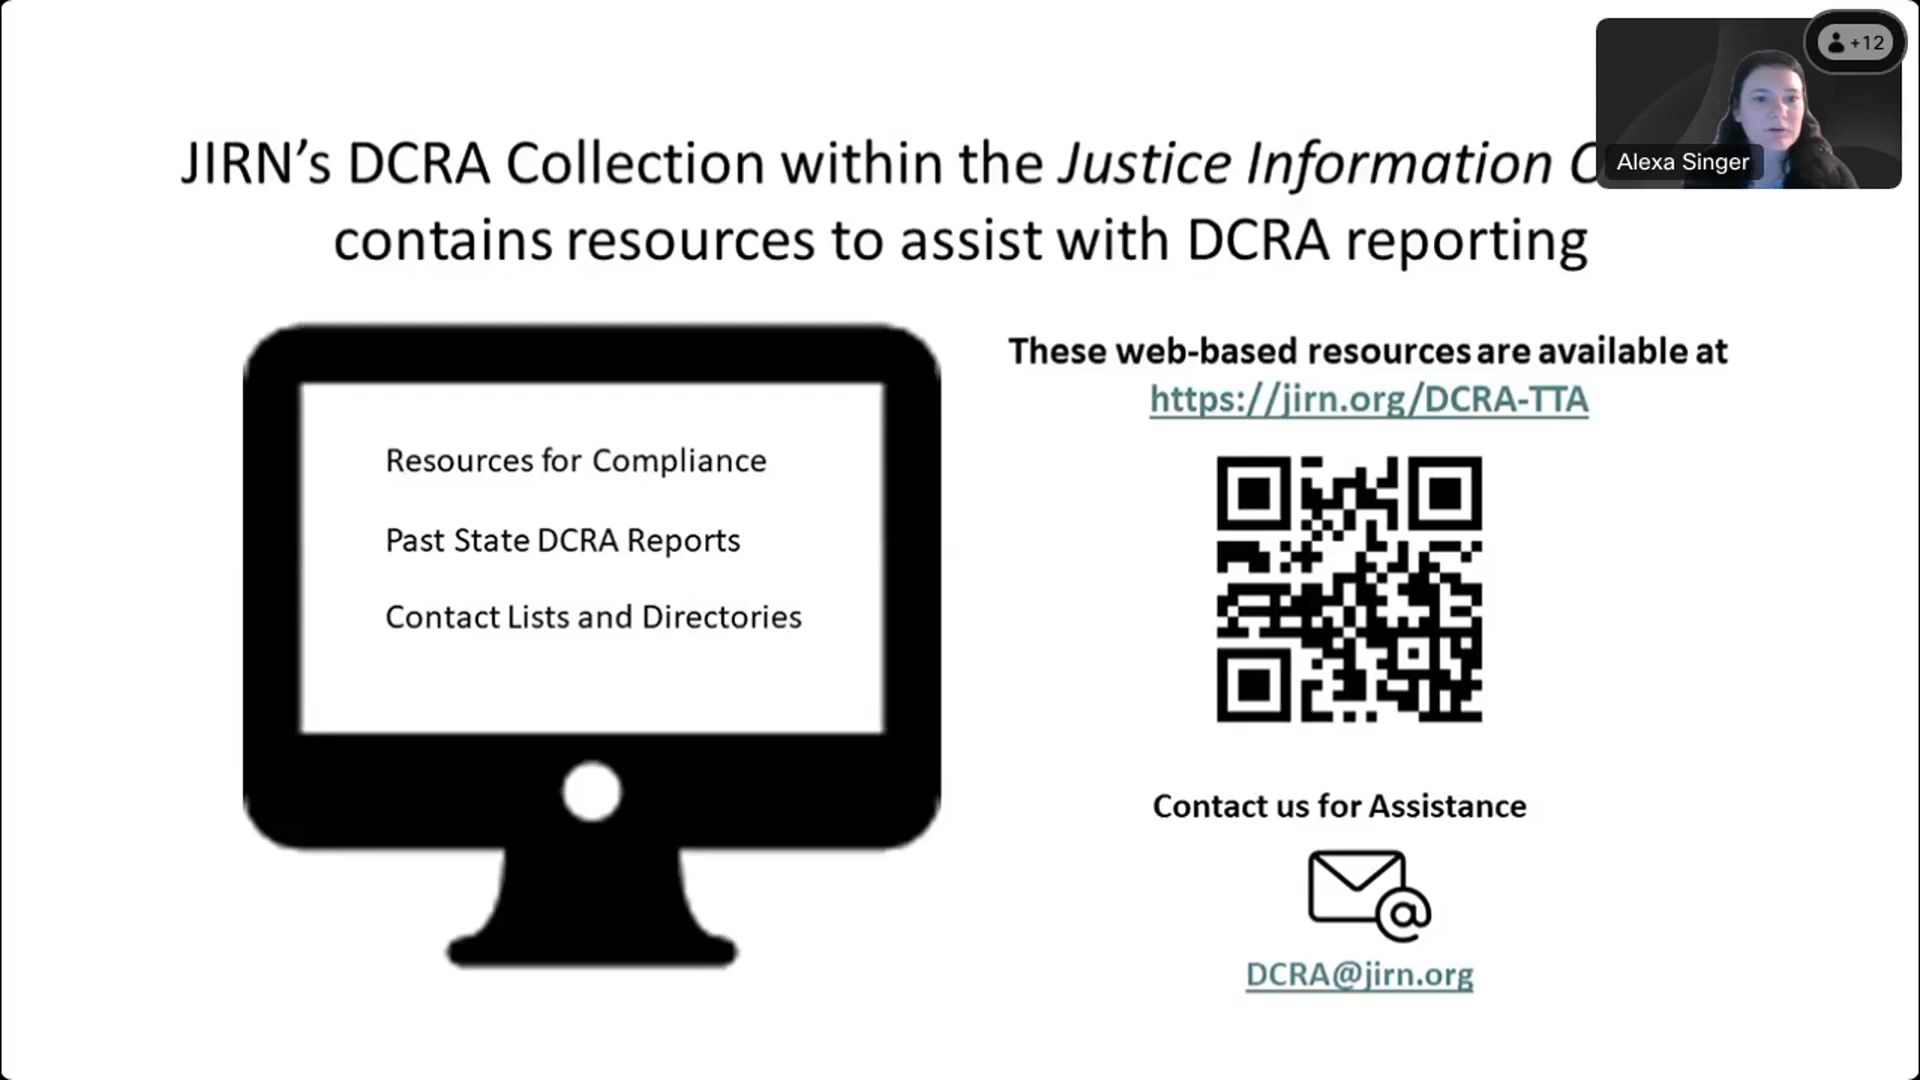 +12
Alexa Singer
JIRN’s DCRA Collection within the Justice Information
contains resources to assist with DCRA reporting
Resources for Compliance
Past State DCRA Reports
Contact Lists and Directories
These web-based resources are available at
https://jirn.org/DCRA-TTA
Contact us for Assistance
DCRA@jirn.org